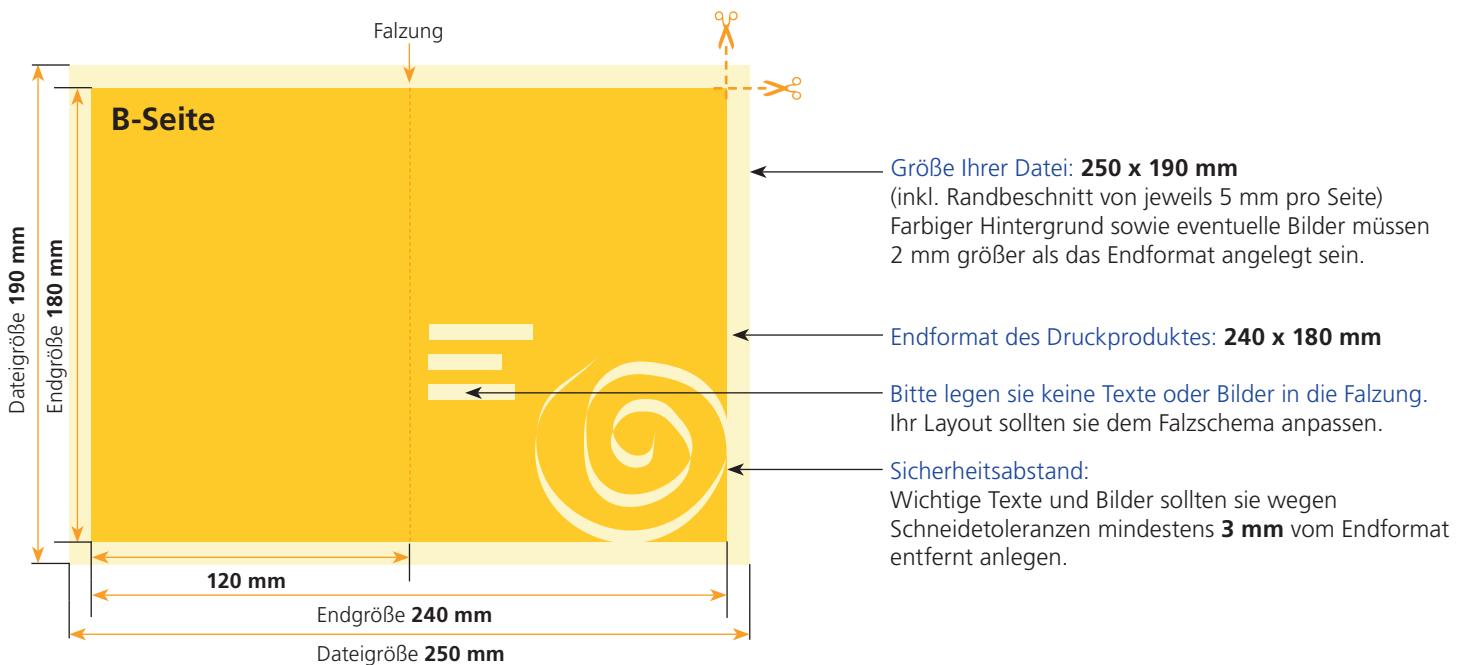 Falzung
B-Seite
Dateigröße 190 mm
Endgröße 180 mm
Größe Ihrer Datei: 250 x 190 mm
(inkl. Randbeschnitt von jeweils 5 mm pro Seite)
Farbiger Hintergrund sowie eventuelle Bilder müssen
2 mm größer als das Endformat angelegt sein.
Endformat des Druckproduktes: 240 x 180 mm
Bitte legen sie keine Texte oder Bilder in die Falzung.
Ihr Layout sollten sie dem Falzschema anpassen.
Sicherheitsabstand:
Wichtige Texte und Bilder sollten sie wegen
Schneidetoleranzen mindestens 3 mm vom Endformat
entfernt anlegen.
120 mm
Endgröße 240 mm
Dateigröße 250 mm